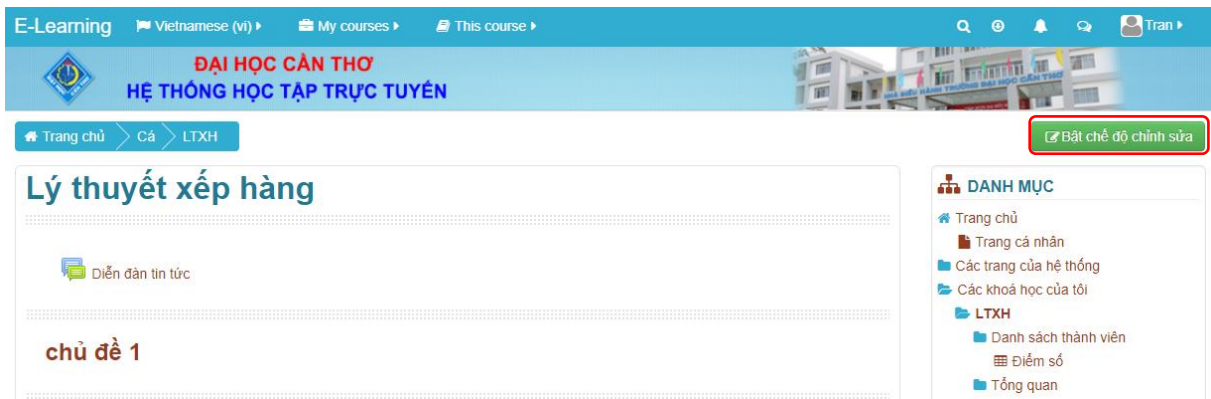 E-Learning Vietnamese (vi) My courses This course Tran
ĐẠI HỌC CẦN THƠ
HỆ THỐNG HỌC TẬP TRỰC TUYẾN
Trang chủ Cá LTXH
Bật chế độ chỉnh sửa
Lý thuyết xếp hàng
Diễn đàn tin tức
chủ đề 1
DANH MỤC
Trang chủ
Trang cá nhân
Các trang của hệ thống
Các khoá học của tôi
LTXH
Danh sách thành viên
Điểm số
Tổng quan